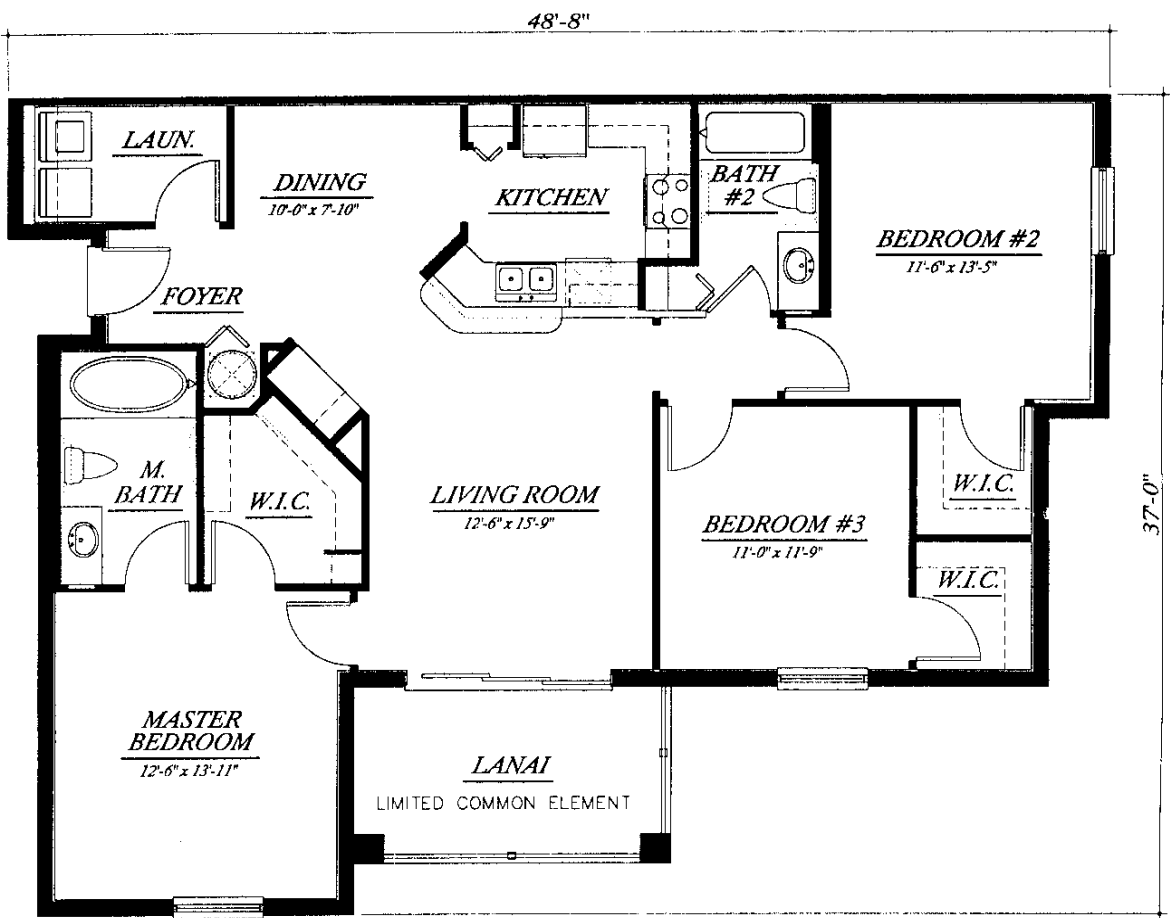 48'-8"
LAUN.
DINING
10'-0" x 7'-10"
KITCHEN
BATH
#2
BEDROOM #2
11'-6" x 13'-5"
FOYER
M.
BATH
W.I.C.
LIVING ROOM
12'-6" x 15'-9"
BEDROOM #3
11'-0" x 11'-9"
W.I.C.
W.I.C.
37'-0"
MASTER
BEDROOM
12'-6" x 13'-11"
LANAI
LIMITED COMMON ELEMENT